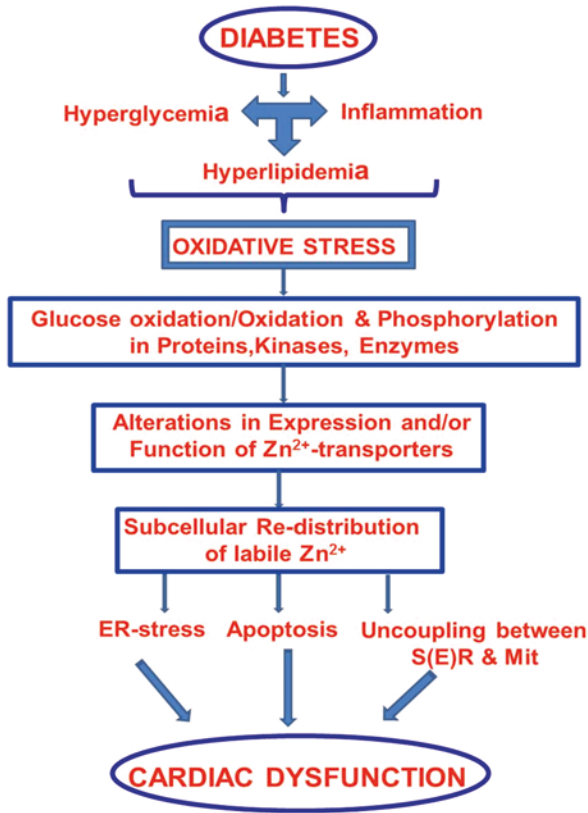 DIABETES
Hyperglycemia
Inflammation
Hyperlipidemia
OXIDATIVE STRESS
Glucose oxidation/Oxidation & Phosphorylation
in Proteins,Kinases, Enzymes
Alterations in Expression and/or
Function of Zn²⁺-transporters
Subcellular Re-distribution
of labile Zn²⁺
ER-stress
Apoptosis
Uncoupling between
S(E)R & Mit
CARDIAC DYSFUNCTION